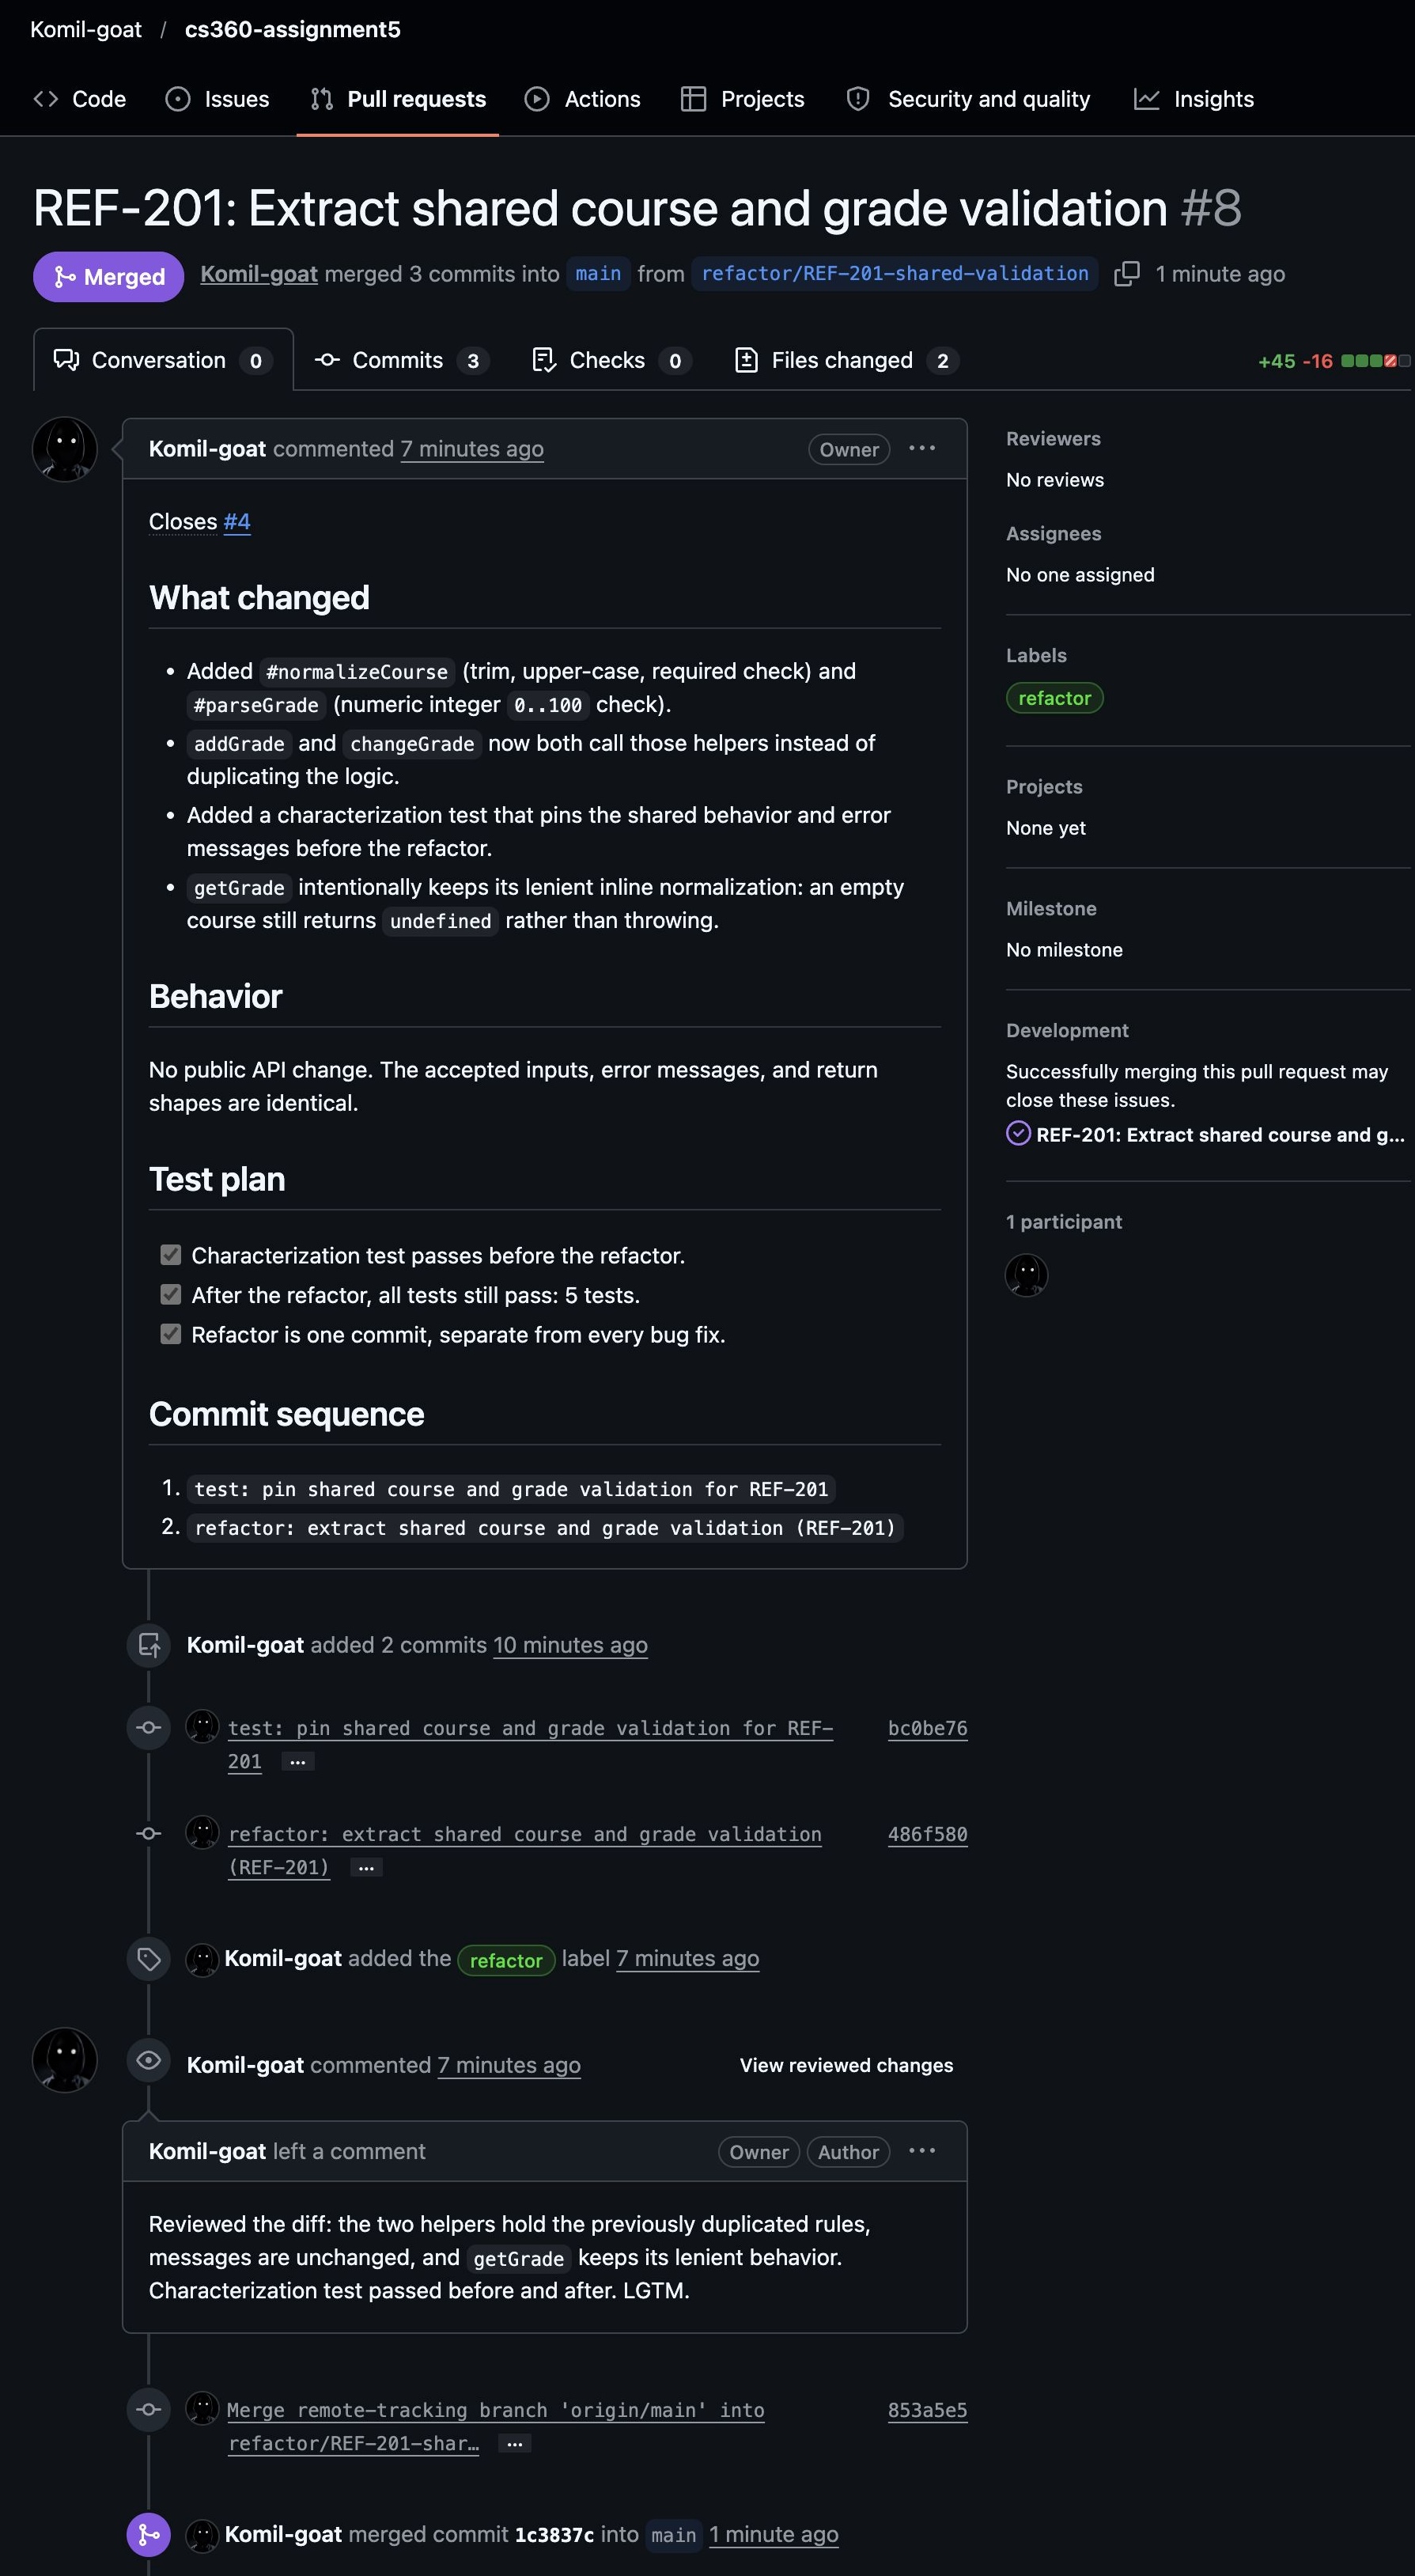 Komil-goat / cs360-assignment5
Code Issues Pull requests Actions Projects Security and quality Insights
REF-201: Extract shared course and grade validation #8
Merged Komil-goat merged 3 commits into main from refactor/REF-201-shared-validation 1 minute ago
Conversation 0 Commits 3 Checks 0 Files changed 2 +45 -16
Komil-goat commented 7 minutes ago Owner
Closes #4
What changed
• Added #normalizeCourse (trim, upper-case, required check) and
#parseGrade (numeric integer 0..100 check).
• addGrade and changeGrade now both call those helpers instead of
duplicating the logic.
• Added a characterization test that pins the shared behavior and error
messages before the refactor.
• getGrade intentionally keeps its lenient inline normalization: an empty
course still returns undefined rather than throwing.
Behavior
No public API change. The accepted inputs, error messages, and return
shapes are identical.
Test plan
Characterization test passes before the refactor.
After the refactor, all tests still pass: 5 tests.
Refactor is one commit, separate from every bug fix.
Commit sequence
1. test: pin shared course and grade validation for REF-201
2. refactor: extract shared course and grade validation (REF-201)
Reviewers
No reviews
Assignees
No one assigned
Labels
refactor
Projects
None yet
Milestone
No milestone
Development
Successfully merging this pull request may
close these issues.
REF-201: Extract shared course and g...
1 participant
Komil-goat added 2 commits 10 minutes ago
test: pin shared course and grade validation for REF- bc0be76
201 ...
refactor: extract shared course and grade validation 486f580
(REF-201) ...
Komil-goat added the refactor label 7 minutes ago
Komil-goat commented 7 minutes ago View reviewed changes
Komil-goat left a comment Owner Author
Reviewed the diff: the two helpers hold the previously duplicated rules,
messages are unchanged, and getGrade keeps its lenient behavior.
Characterization test passed before and after. LGTM.
Merge remote-tracking branch 'origin/main' into 853a5e5
refactor/REF-201-shar… ...
Komil-goat merged commit 1c3837c into main 1 minute ago